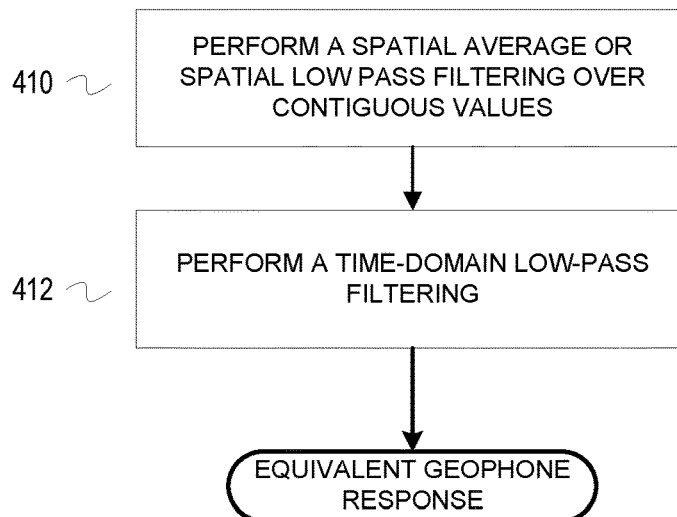 PERFORM A SPATIAL AVERAGE OR
SPATIAL LOW PASS FILTERING OVER
CONTIGUOUS VALUES
410
PERFORM A TIME-DOMAIN LOW-PASS
FILTERING
412
EQUIVALENT GEOPHONE
RESPONSE